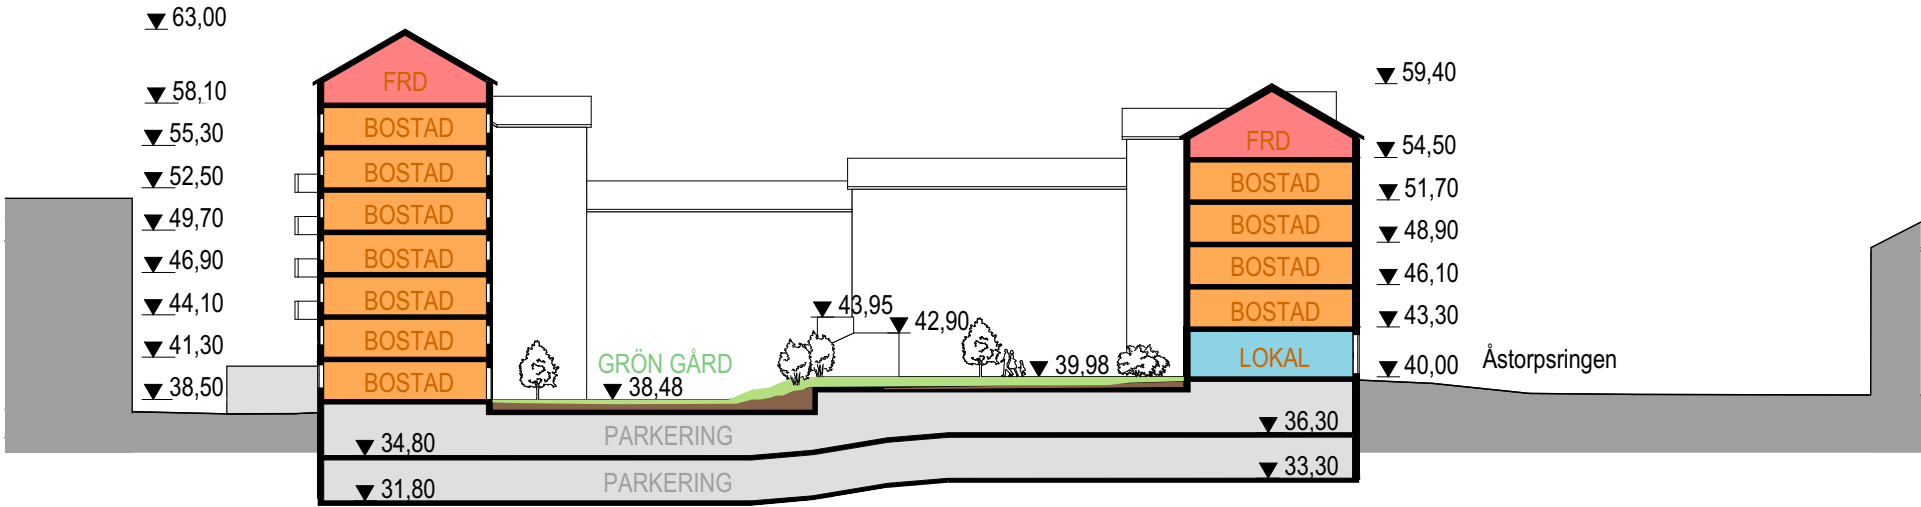 63,00
58,10
55,30
52,50
49,70
46,90
44,10
41,30
38,50
FRD
BOSTAD
BOSTAD
BOSTAD
BOSTAD
BOSTAD
BOSTAD
BOSTAD
34,80
31,80
GRÖN GÅRD
38,48
PARKERING
PARKERING
43,95
42,90
39,98
FRD
BOSTAD
BOSTAD
BOSTAD
BOSTAD
LOKAL
36,30
33,30
59,40
54,50
51,70
48,90
46,10
43,30
40,00 Åstorpsringen